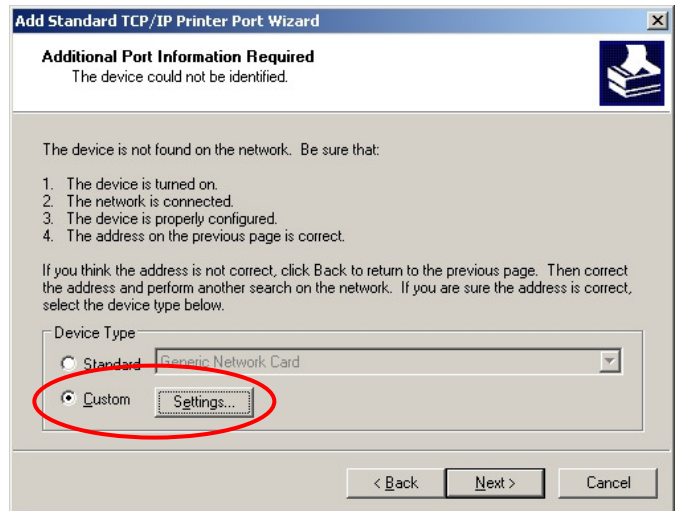 Add Standard TCP/IP Printer Port Wizard
Additional Port Information Required
The device could not be identified.
The device is not found on the network. Be sure that:
1. The device is turned on.
2. The network is connected.
3. The device is properly configured.
4. The address on the previous page is correct.
If you think the address is not correct, click Back to return to the previous page. Then correct
the address and perform another search on the network. If you are sure the address is correct,
select the device type below.
Device Type
Standard Generic Network Card
Custom Settings...
< Back Next > Cancel